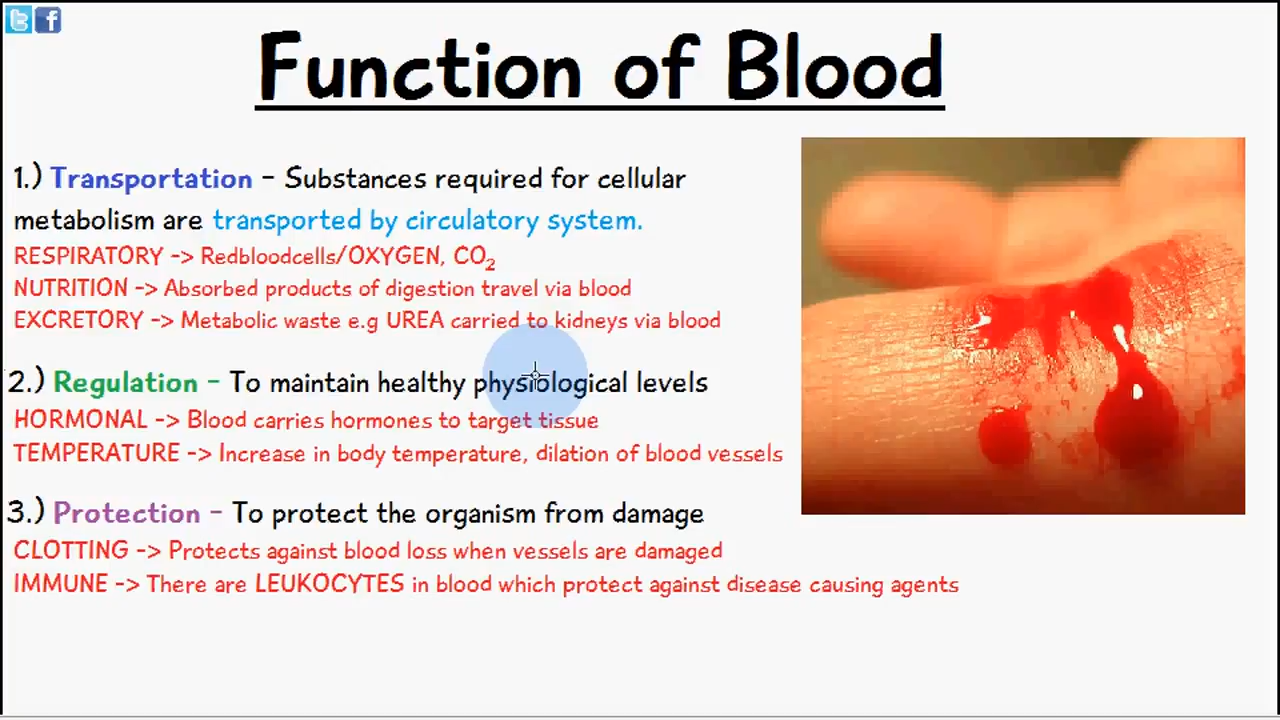 Function of Blood
1.) Transportation - Substances required for cellular
metabolism are transported by circulatory system.
RESPIRATORY -> Redbloodcells/OXYGEN, CO₂
NUTRITION -> Absorbed products of digestion travel via blood
EXCRETORY -> Metabolic waste e.g UREA carried to kidneys via blood
2.) Regulation - To maintain healthy physiological levels
HORMONAL -> Blood carries hormones to target tissue
TEMPERATURE -> Increase in body temperature, dilation of blood vessels
3.) Protection - To protect the organism from damage
CLOTTING -> Protects against blood loss when vessels are damaged
IMMUNE -> There are LEUKOCYTES in blood which protect against disease causing agents